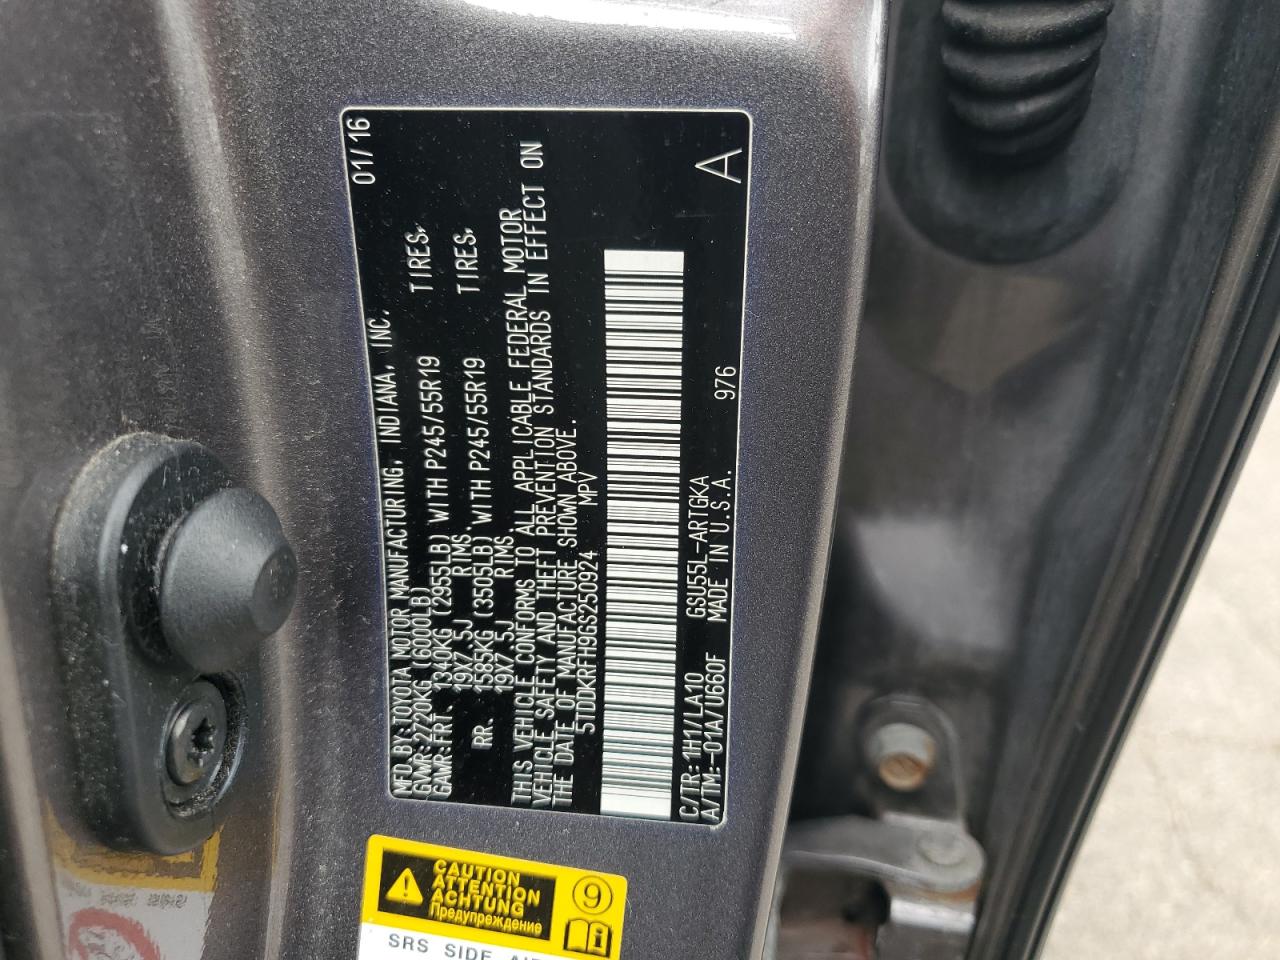 MFD.BY:TOYOTA MOTOR MANUFACTURING, INDIANA, INC. 01/16
GVWR:2720KG(6000LB)
GAWR:FRT. 1340KG(2955LB) WITH P245/55R19 TIRES,
19X7.5J RIMS,
RR. 1585KG(3505LB) WITH P245/55R19 TIRES,
19X7.5J RIMS
THIS VEHICLE CONFORMS TO ALL APPLICABLE FEDERAL MOTOR
VEHICLE SAFETY AND THEFT PREVENTION STANDARDS IN EFFECT ON
THE DATE OF MANUFACTURE SHOWN ABOVE.
5TDDKRFH9GS250924 MPV
C/TR:1H1/LA10 GSU55L-ARTGKA
A/TM:-01A/U660F MADE IN U.S.A. 976 A
CAUTION
ATTENTION
ACHTUNG
Предупреждение
9
SRS SIDE